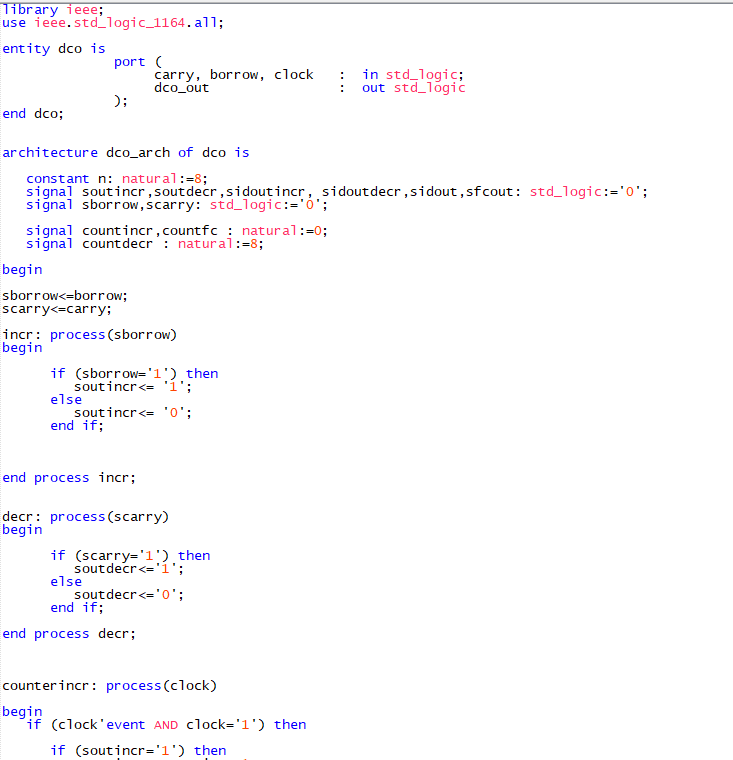 library ieee;
use ieee.std_logic_1164.all;
entity dco is
port (
carry, borrow, clock : in std_logic;
dco_out : out std_logic
);
end dco;
architecture dco_arch of dco is
constant n: natural:=8;
signal soutincr,soutdecr,sidoutincr, sidoutdecr,sidout,sfcout: std_logic:='0';
signal sborrow,scarry: std_logic:='0';
signal countincr,countfc : natural:=0;
signal countdecr : natural:=8;
begin
sborrow<=borrow;
scarry<=carry;
incr: process(sborrow)
begin
if (sborrow='1') then
soutincr<= '1';
else
soutincr<= '0';
end if;
end process incr;
decr: process(scarry)
begin
if (scarry='1') then
soutdecr<='1';
else
soutdecr<='0';
end if;
end process decr;
counterincr: process(clock)
begin
if (clock'event AND clock='1') then
if (soutincr='1') then